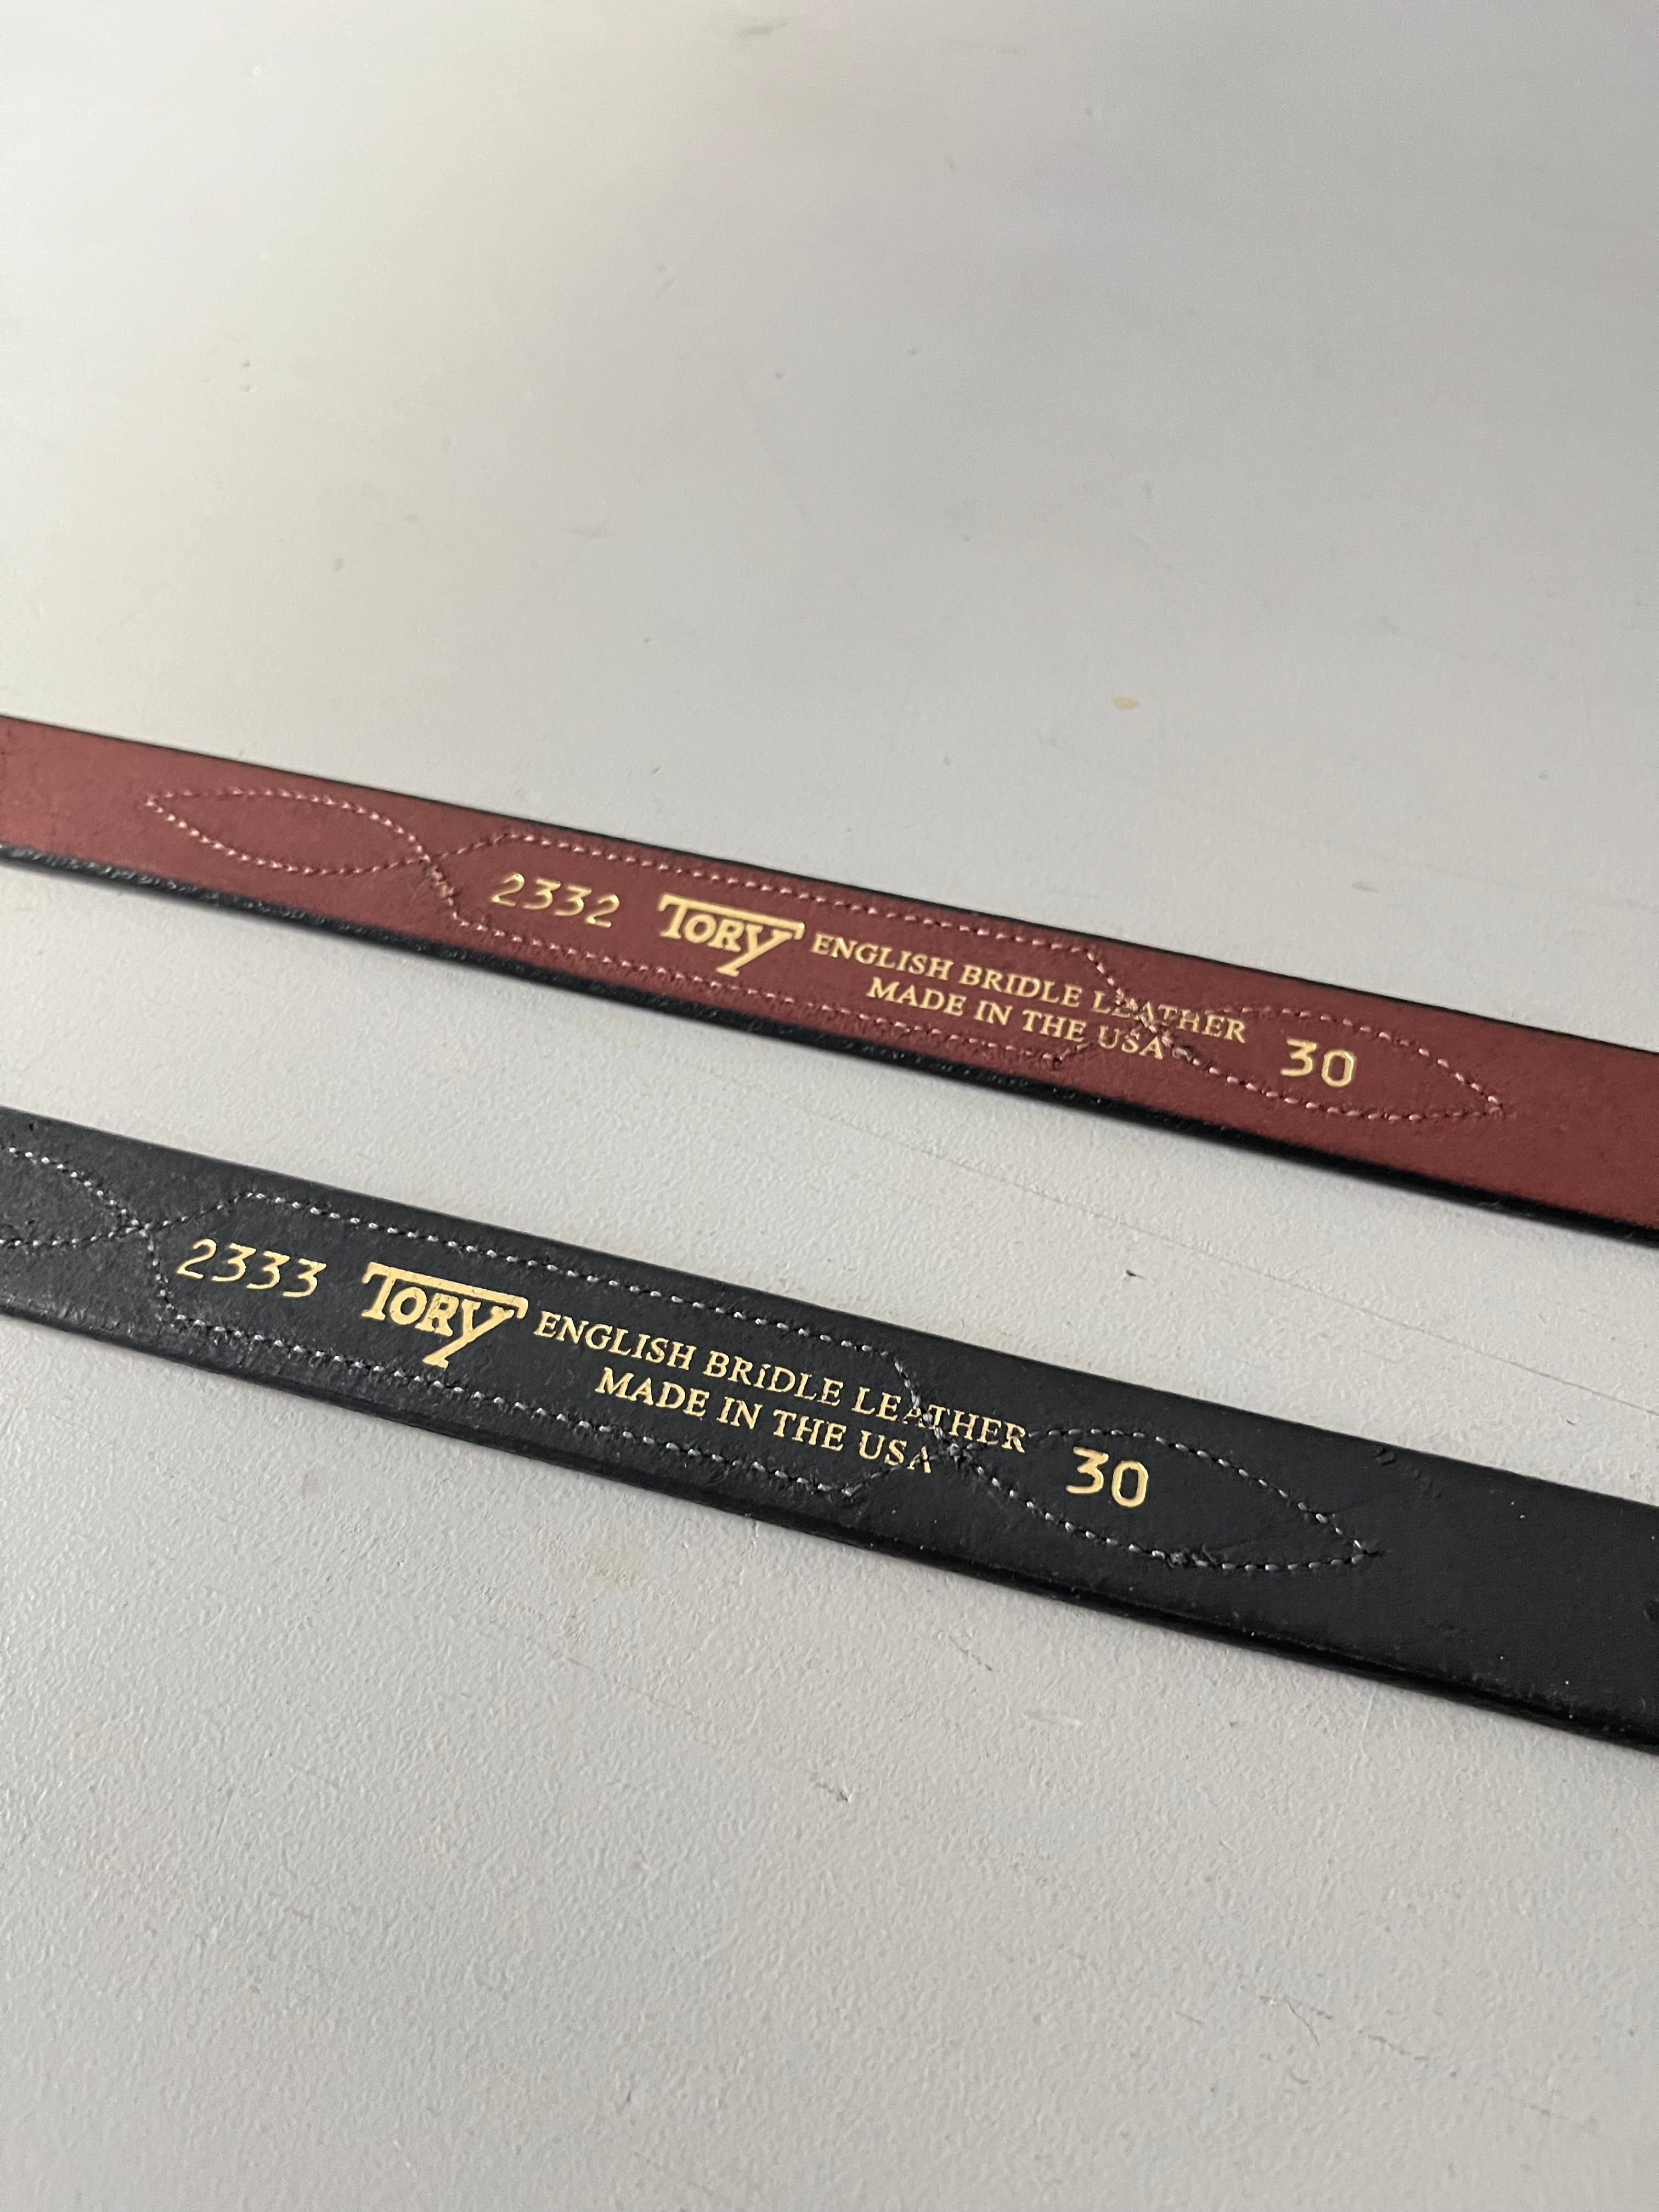 2332 TORY ENGLISH BRIDLE LEATHER 30
MADE IN THE USA
2333 TORY ENGLISH BRIDLE LEATHER 30
MADE IN THE USA